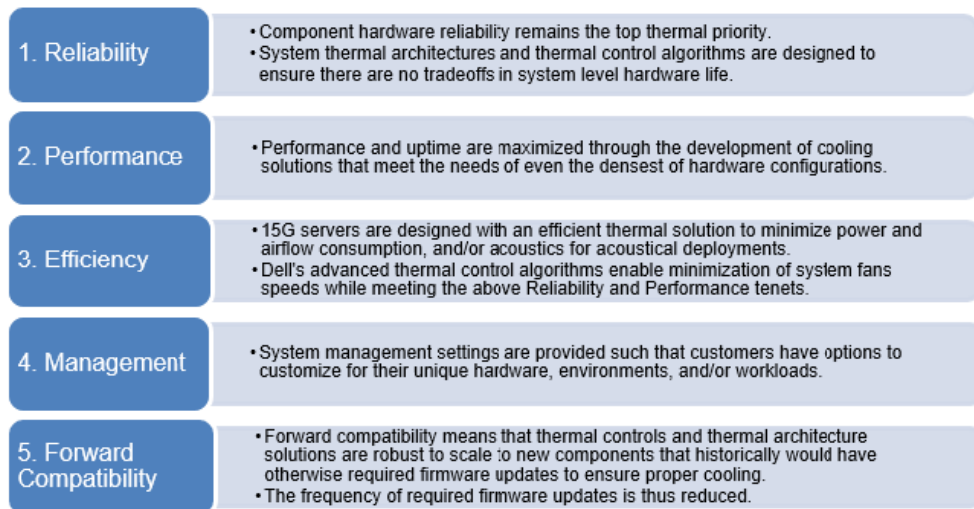 1. Reliability
• Component hardware reliability remains the top thermal priority.
• System thermal architectures and thermal control algorithms are designed to
ensure there are no tradeoffs in system level hardware life.
2. Performance
• Performance and uptime are maximized through the development of cooling
solutions that meet the needs of even the densest of hardware configurations.
3. Efficiency
• 15G servers are designed with an efficient thermal solution to minimize power and
airflow consumption, and/or acoustics for acoustical deployments.
• Dell's advanced thermal control algorithms enable minimization of system fans
speeds while meeting the above Reliability and Performance tenets.
4. Management
• System management settings are provided such that customers have options to
customize for their unique hardware, environments, and/or workloads.
5. Forward
Compatibility
• Forward compatibility means that thermal controls and thermal architecture
solutions are robust to scale to new components that historically would have
otherwise required firmware updates to ensure proper cooling.
• The frequency of required firmware updates is thus reduced.